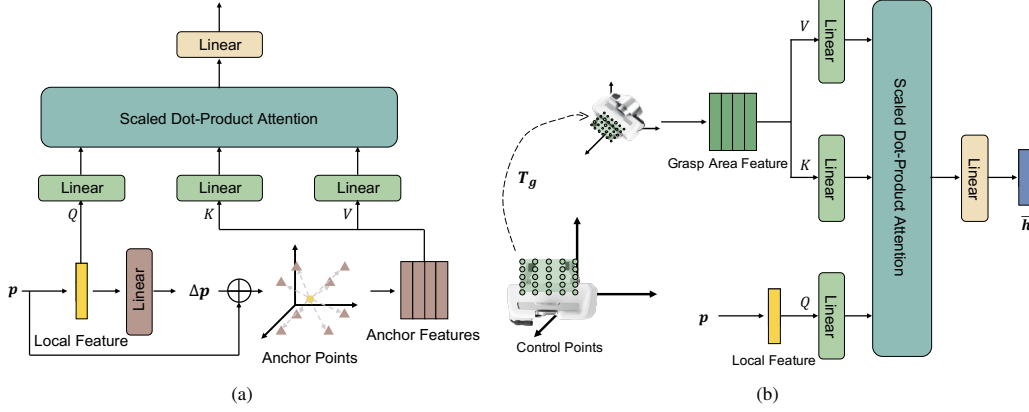 Linear
Scaled Dot-Product Attention
Linear
Linear
Linear
Q
K
V
p
Linear
Δp
Local Feature
Anchor Points
Anchor Features
(a)
V
Linear
Grasp Area Feature
K
Linear
T_g
Scaled Dot-Product Attention
Linear
h̅
Control Points
p
Q
Linear
Local Feature
(b)